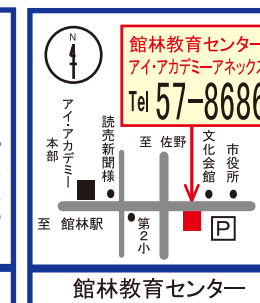 館林教育センター
アイ・アカデミーアネックス
Tel 57-8686
N
アイ・アカデミー
本部
読売新聞様
至 佐野
文化会館
市役所
至 館林駅
第2小
P
館林教育センター